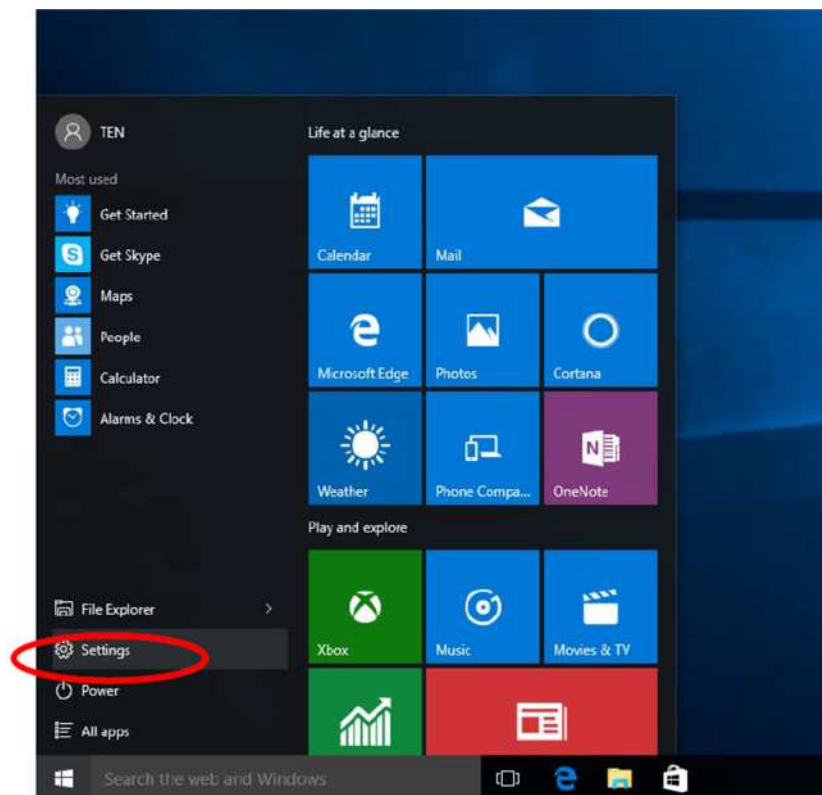 TEN
Most used
Get Started
Get Skype
Maps
People
Calculator
Alarms & Clock
File Explorer
Settings
Power
All apps
Life at a glance
Calendar
Mail
Microsoft Edge
Photos
Cortana
Weather
Phone Compa...
OneNote
Play and explore
Xbox
Music
Movies & TV
Search the web and Windows